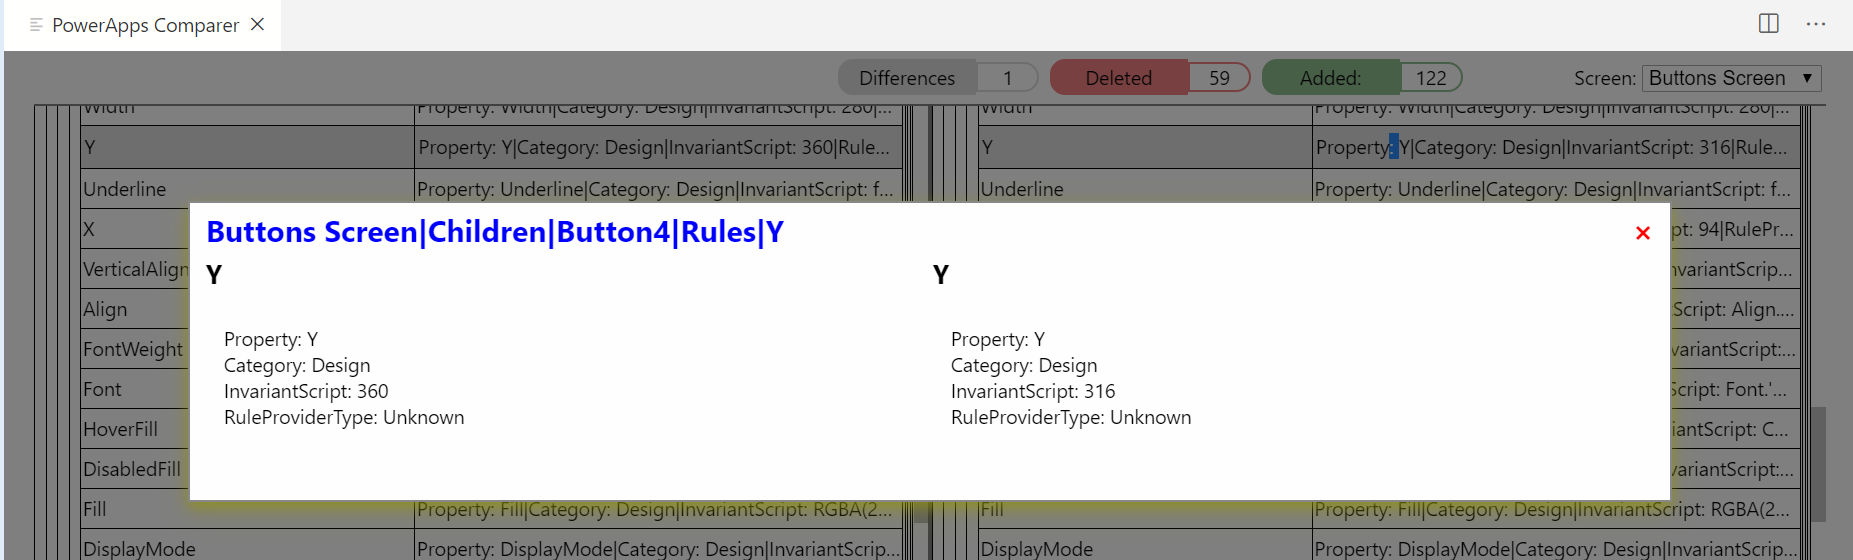 PowerApps Comparer
Differences 1 Deleted 59 Added: 122 Screen: Buttons Screen
Width Property: Width|Category: Design|InvariantScript: 280|... Width Property: Width|Category: Design|InvariantScript: 280|...
Y Property: Y|Category: Design|InvariantScript: 360|Rule... Y Property: Y|Category: Design|InvariantScript: 316|Rule...
Underline Property: Underline|Category: Design|InvariantScript: f... Underline Property: Underline|Category: Design|InvariantScript: f...
Buttons Screen|Children|Button4|Rules|Y
Y Y
Property: Y
Category: Design
InvariantScript: 360
RuleProviderType: Unknown
Property: Y
Category: Design
InvariantScript: 316
RuleProviderType: Unknown
X : 94|RulePr...
VerticalAlign nvariantScrip...
Align Script: Align....
FontWeight variantScript:...
Font Script: Font.'...
HoverFill iantScript: C...
DisabledFill variantScript:...
Fill Property: Fill|Category: Design|InvariantScript: RGBA(2... Fill Property: Fill|Category: Design|InvariantScript: RGBA(2...
DisplayMode Property: DisplayMode|Category: Design|InvariantScrip... DisplayMode Property: DisplayMode|Category: Design|InvariantScrip...